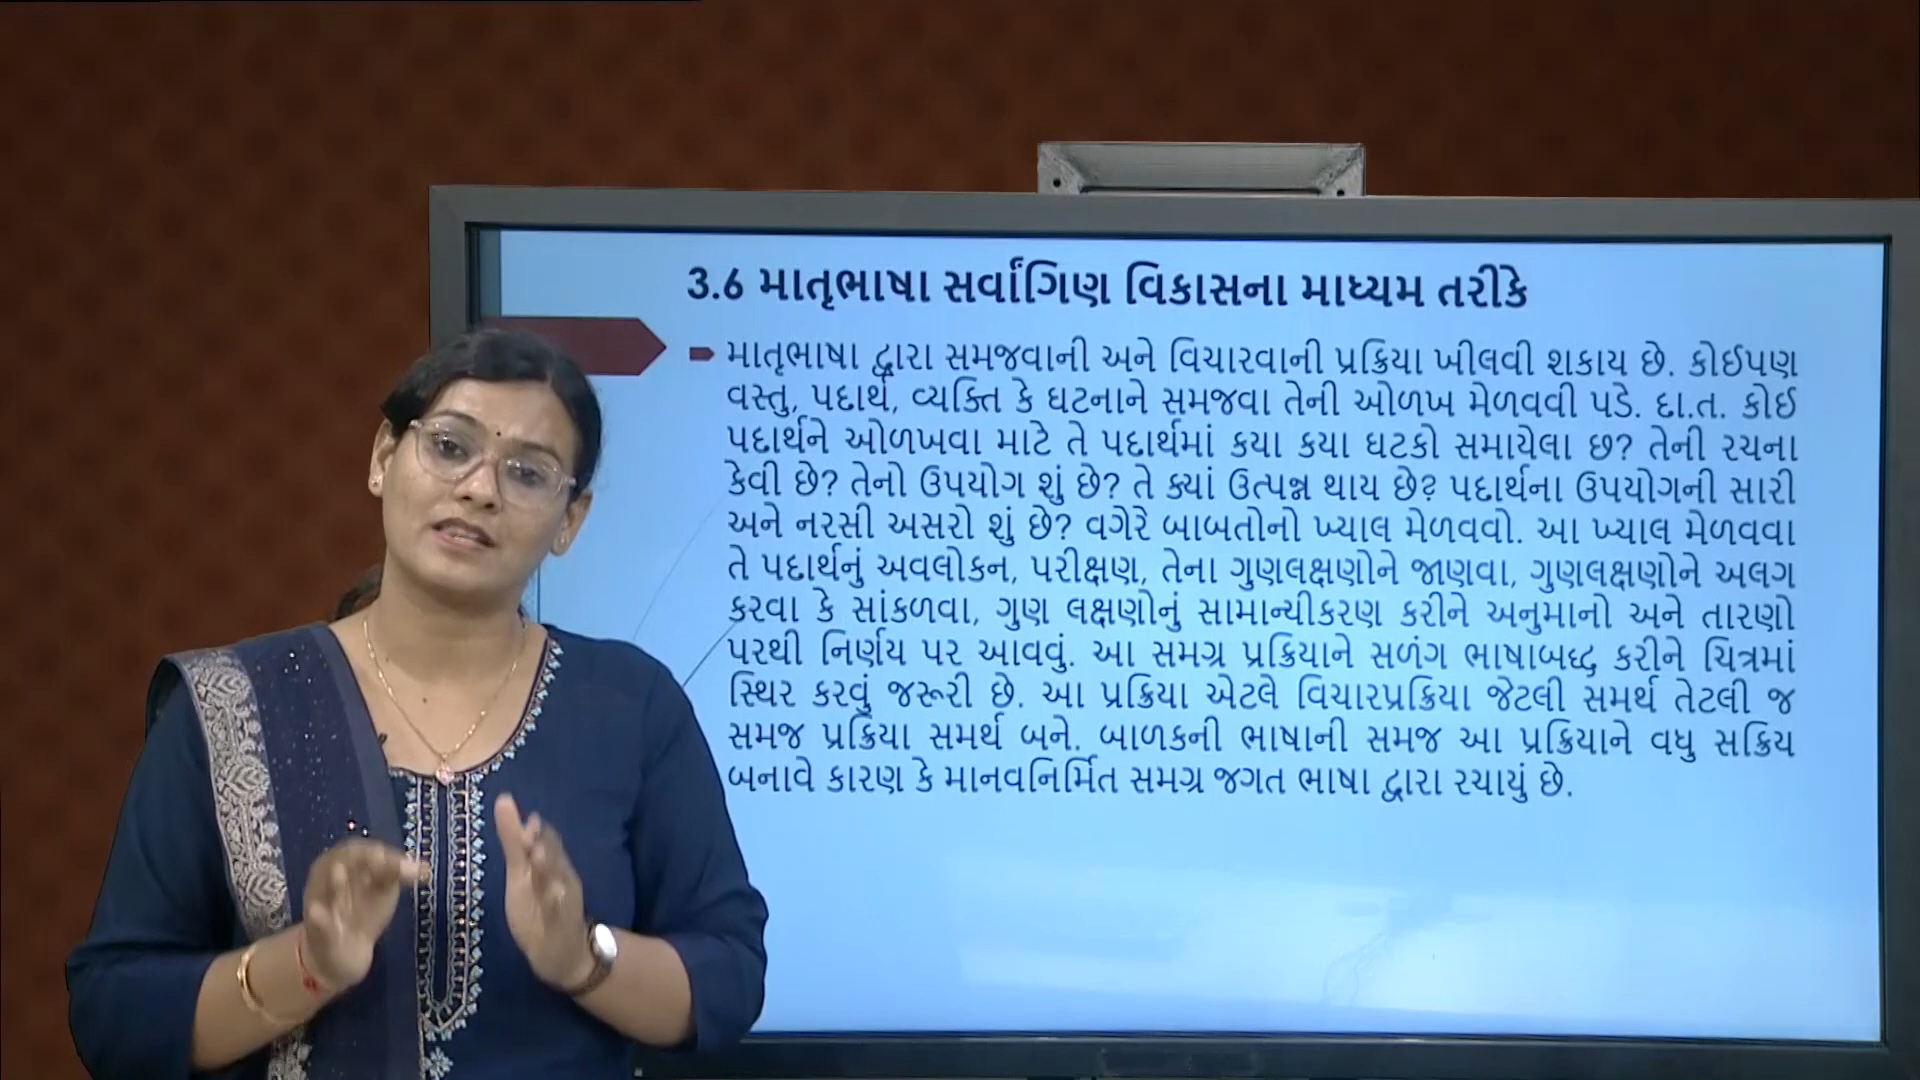 3.6 માતૃભાષા સર્વાંગિણ વિકાસના માધ્યમ તરીકે
માતૃભાષા દ્વારા સમજવાની અને વિચારવાની પ્રક્રિયા ખીલવી શકાય છે. કોઈપણ
વસ્તુ, પદાર્થ, વ્યક્તિ કે ઘટનાને સમજવા તેની ઓળખ મેળવવી પડે. દા.ત. કોઈ
પદાર્થને ઓળખવા માટે તે પદાર્થમાં કયા કયા ઘટકો સમાયેલા છ? તેની રચના
કેવી છે? તેનો ઉપયોગ શું છે? તે ક્યાં ઉત્પન્ન થાય છે? પદાર્થના ઉપયોગની સારી
અને નરસી અસરો શું છે? વગેરે બાબતોનો ખ્યાલ મેળવવો. આ ખ્યાલ મેળવવા
તે પદાર્થનું અવલોકન, પરીક્ષણ, તેના ગુણલક્ષણોને જાણવા, ગુણલક્ષણોને અલગ
કરવા કે સાંકળવા, ગુણ લક્ષણોનું સામાન્યીકરણ કરીને અનુમાનો અને તારણો
પરથી નિર્ણય પર આવવું. આ સમગ્ર પ્રક્રિયાને સળંગ ભાષાબદ્ધ કરીને ચિત્રમાં
સ્થિર કરવું જરૂરી છે. આ પ્રક્રિયા એટલે વિચારપ્રક્રિયા જેટલી સમર્થ તેટલી જ
સમજ પ્રક્રિયા સમર્થ બને. બાળકની ભાષાની સમજ આ પ્રક્રિયાને વધુ સક્રિય
બનાવે કારણ કે માનવનિર્મિત સમગ્ર જગત ભાષા દ્વારા રચાયું છે.